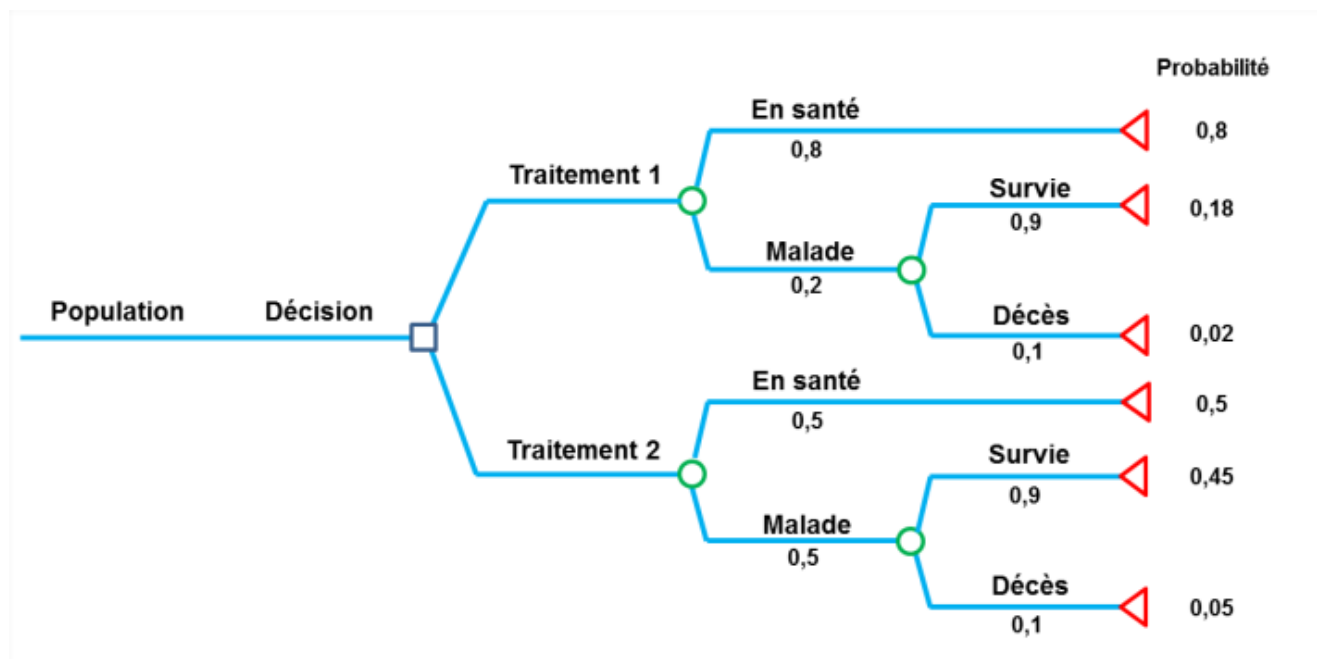 Probabilité
En santé
0,8
0,8
Traitement 1
Survie
0,9
0,18
Malade
0,2
Population
Décision
Décès
0,1
0,02
En santé
0,5
0,5
Traitement 2
Survie
0,9
0,45
Malade
0,5
Décès
0,1
0,05